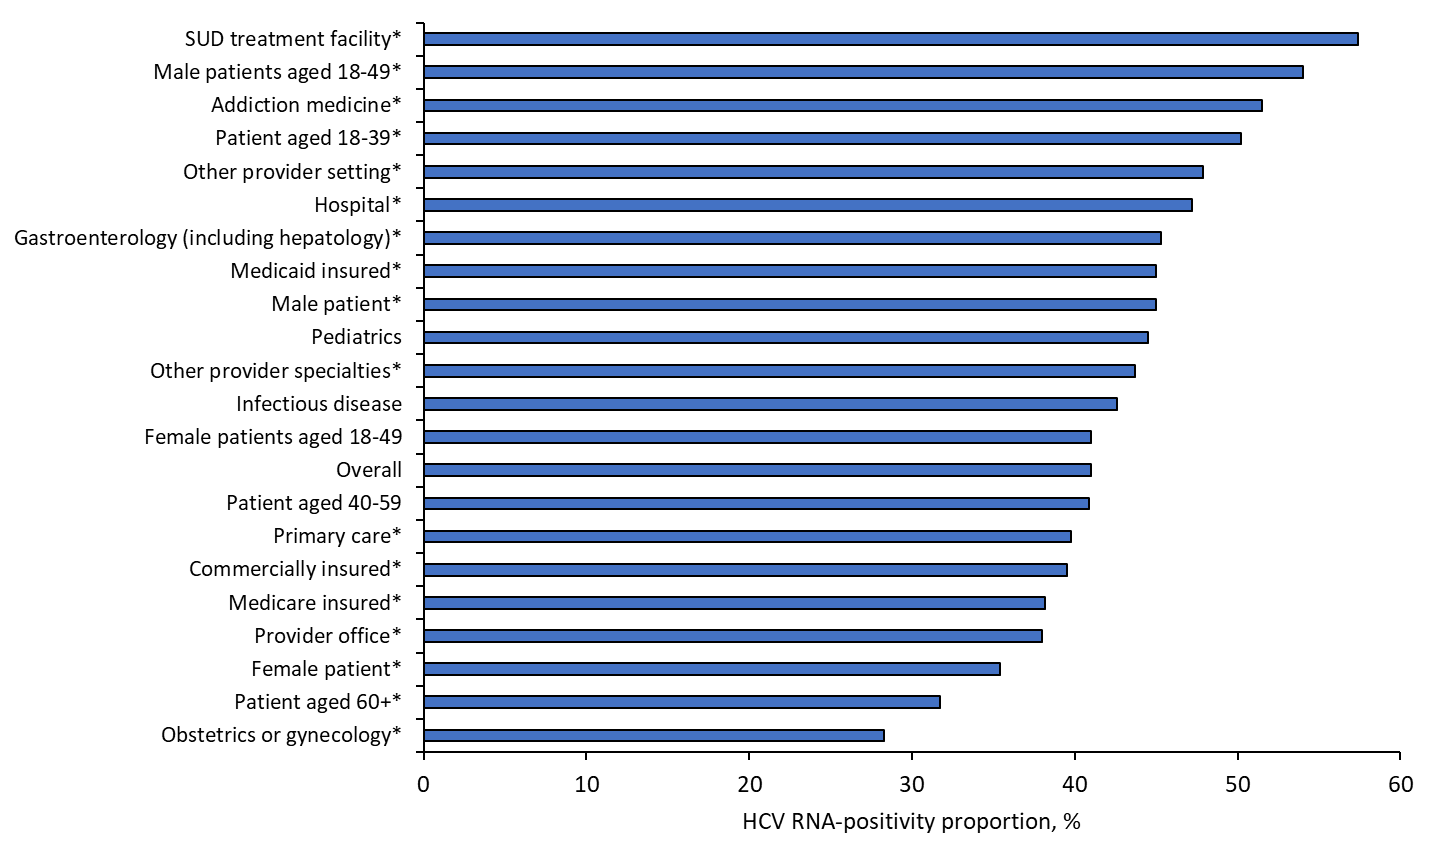 SUD treatment facility*
Male patients aged 18-49*
Addiction medicine*
Patient aged 18-39*
Other provider setting*
Hospital*
Gastroenterology (including hepatology)*
Medicaid insured*
Male patient*
Pediatrics
Other provider specialties*
Infectious disease
Female patients aged 18-49
Overall
Patient aged 40-59
Primary care*
Commercially insured*
Medicare insured*
Provider office*
Female patient*
Patient aged 60+*
Obstetrics or gynecology*
0 10 20 30 40 50 60
HCV RNA-positivity proportion, %